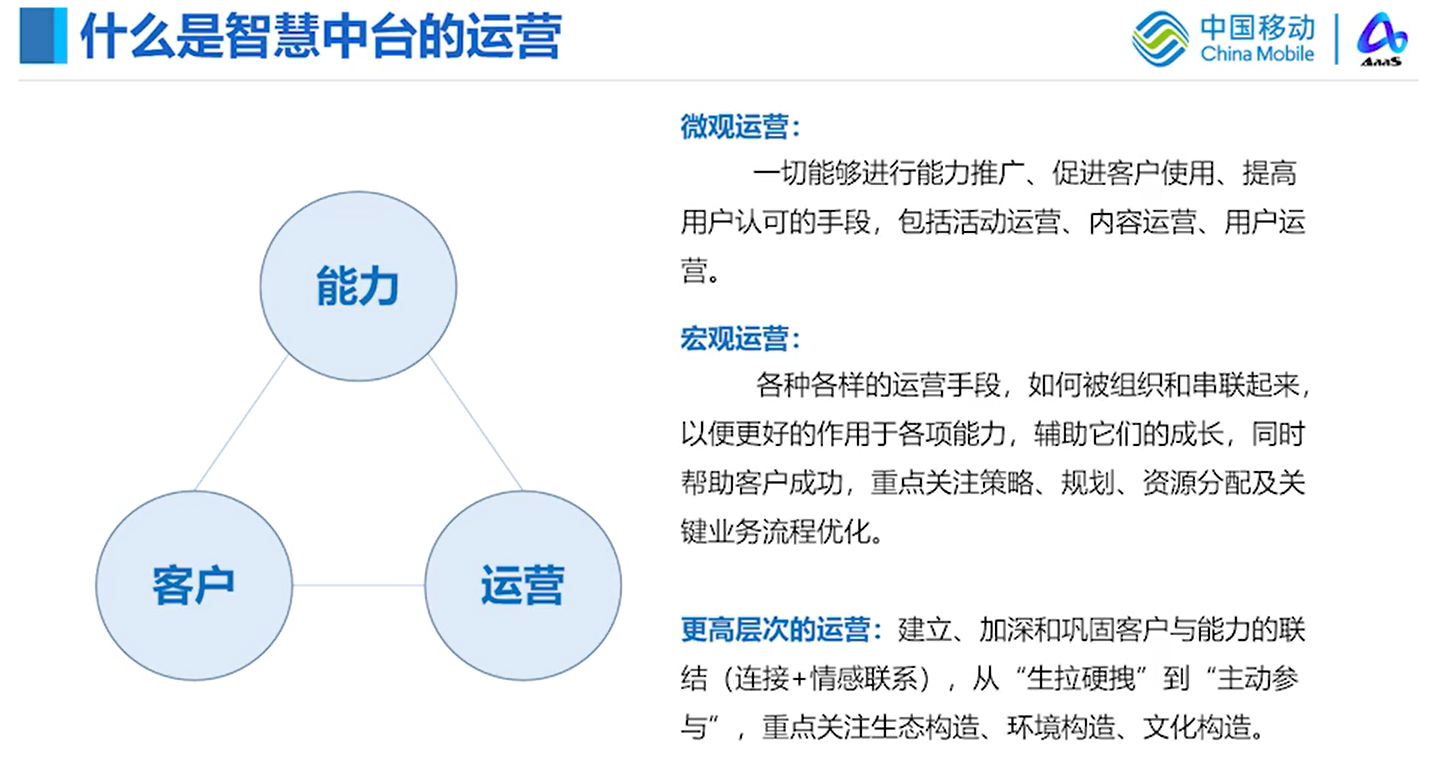 什么是智慧中台的运营
中国移动
China Mobile
AaaS
能力
客户
运营
微观运营：
一切能够进行能力推广、促进客户使用、提高
用户认可的手段，包括活动运营、内容运营、用户运
营。
宏观运营：
各种各样的运营手段，如何被组织和串联起来，
以便更好的作用于各项能力，辅助它们的成长，同时
帮助客户成功，重点关注策略、规划、资源分配及关
键业务流程优化。
更高层次的运营：建立、加深和巩固客户与能力的联
结（连接+情感联系），从“生拉硬拽”到“主动参
与”，重点关注生态构造、环境构造、文化构造。